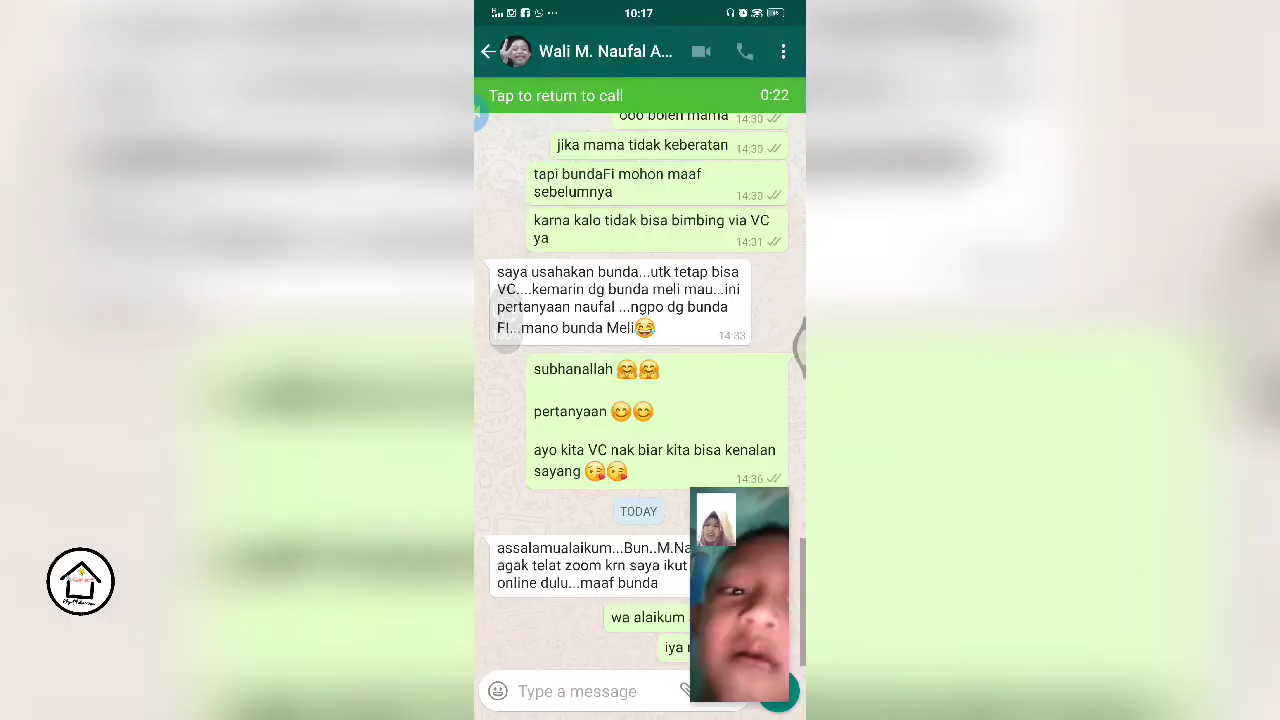 10:17
Wali M. Naufal A...
Tap to return to call 0:22
ooo boleh mama 14:30
jika mama tidak keberatan 14:30
tapi bundaFi mohon maaf
sebelumnya 14:30
karna kalo tidak bisa bimbing via VC
ya 14:31
saya usahakan bunda...utk tetap bisa
VC....kemarin dg bunda meli mau...ini
pertanyaan naufal ...ngpo dg bunda
FI...mano bunda Meli😂 14:33
subhanallah 🤗🤗
pertanyaan 😊😊
ayo kita VC nak biar kita bisa kenalan
sayang 😘😘 14:36
TODAY
assalamualaikum...Bun..M.Na
agak telat zoom krn saya ikut
online dulu...maaf bunda
wa alaikum
iya
Type a message